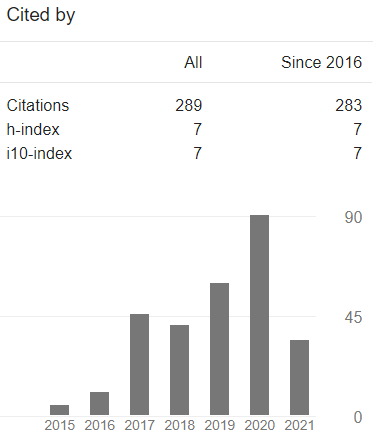 Cited by
All Since 2016
Citations 289 283
h-index 7 7
i10-index 7 7
90
45
0
2015 2016 2017 2018 2019 2020 2021